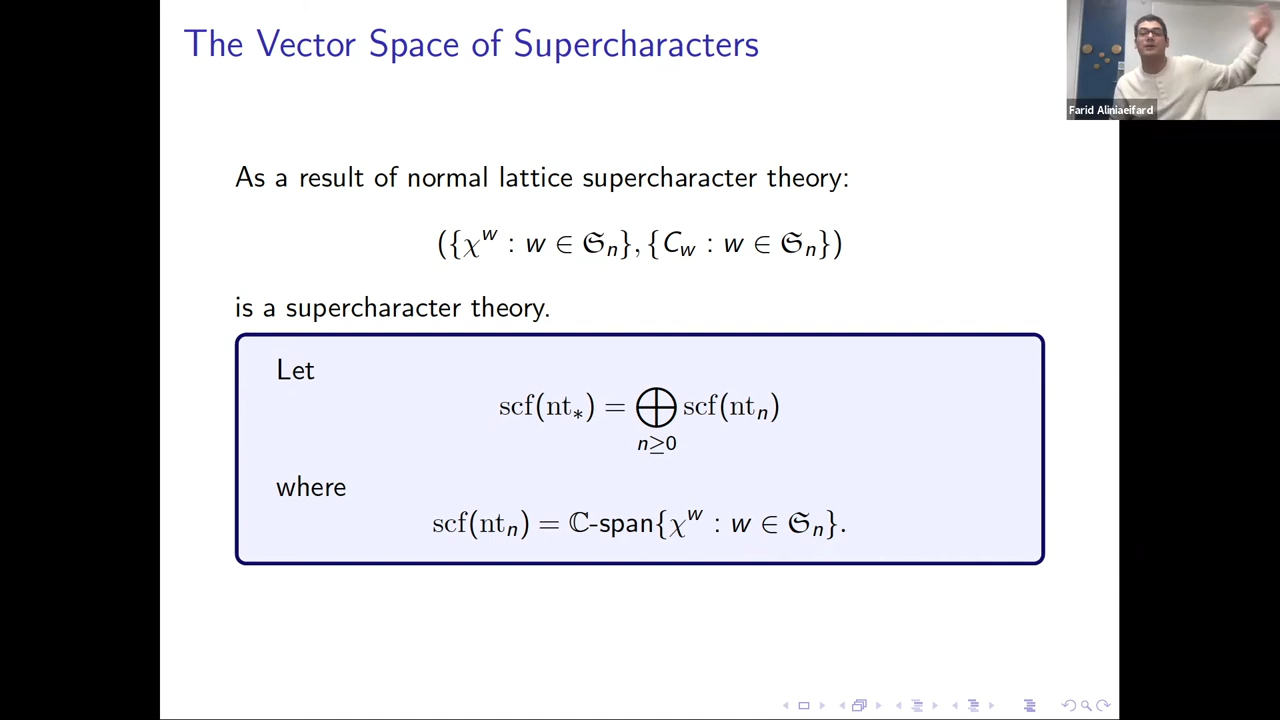 The Vector Space of Supercharacters
Farid Aliniaeifard
As a result of normal lattice supercharacter theory:
({χ^w : w ∈ 𝔖_n}, {C_w : w ∈ 𝔖_n})
is a supercharacter theory.
Let
scf(nt_*) = ⨁_{n≥0} scf(nt_n)
where
scf(nt_n) = ℂ-span{χ^w : w ∈ 𝔖_n}.